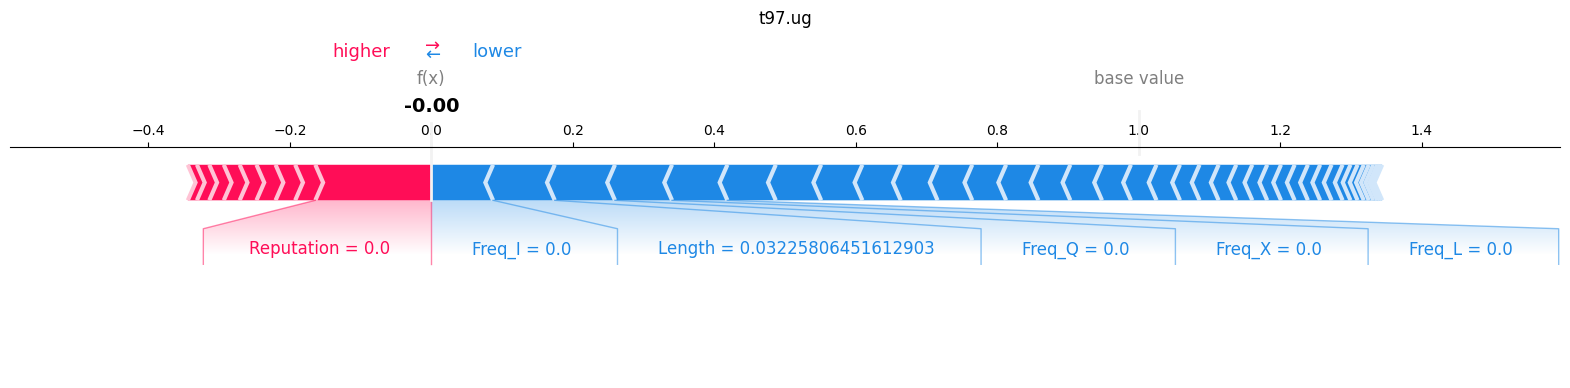 t97.ug
higher → ← lower
f(x) base value
-0.00
−0.4 −0.2 0.0 0.2 0.4 0.6 0.8 1.0 1.2 1.4
Reputation = 0.0 Freq_I = 0.0 Length = 0.03225806451612903 Freq_Q = 0.0 Freq_X = 0.0 Freq_L = 0.0